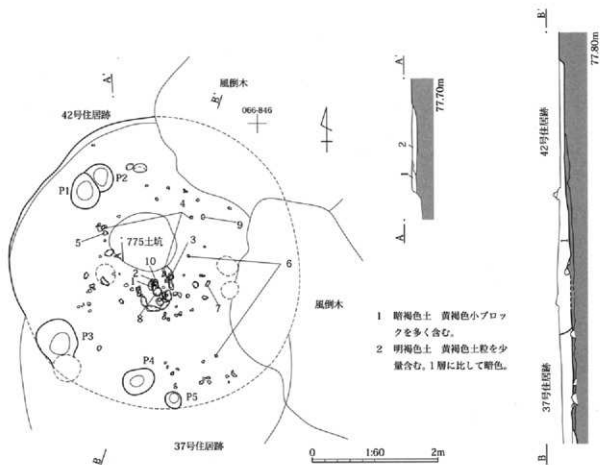 A'
風倒木
B'
066-846
42号住居跡
P1
P2
4
5
775土坑
3
9
10
2
6
8
7
P3
P4
P5
風倒木
37号住居跡
B
0
1:60
2m
A'
77.70m
2
1
A
1 暗褐色土 黄褐色小ブロッ
クを多く含む。
2 明褐色土 黄褐色土粒を少
量含む。1層に比して暗色。
B'
77.80m
42号住居跡
37号住居跡
B